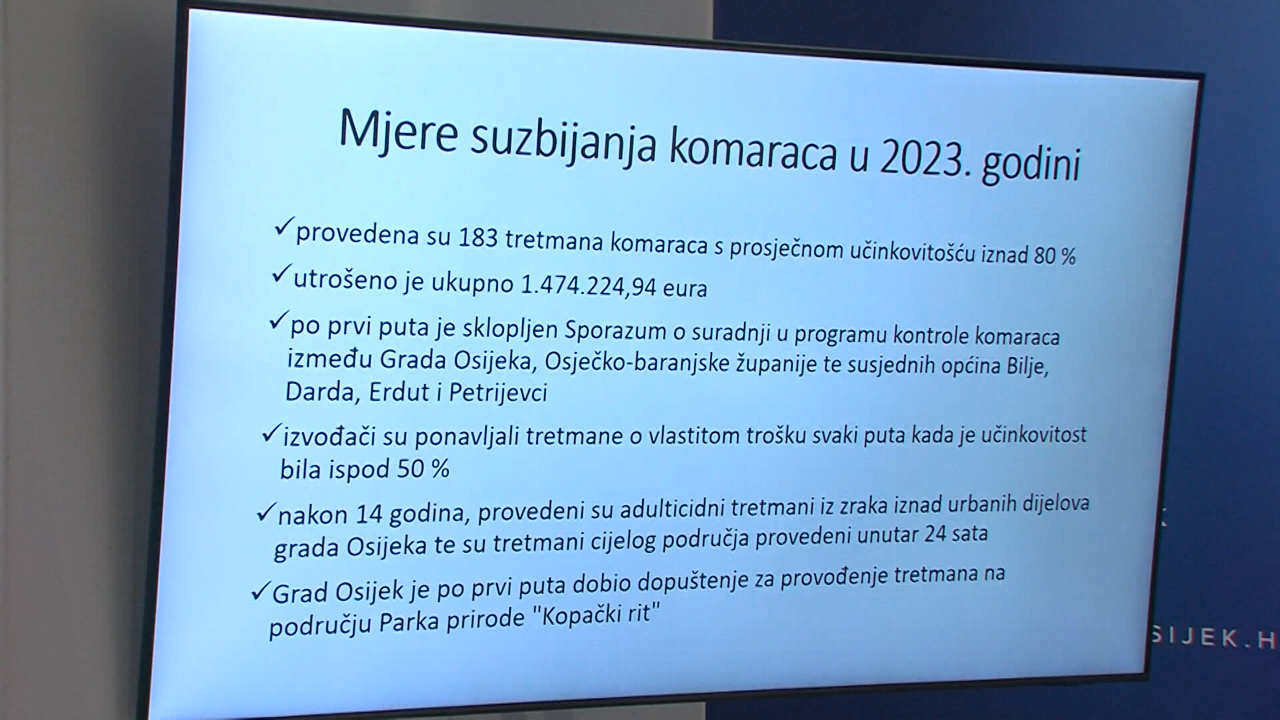 Mjere suzbijanja komaraca u 2023. godini
✓provedena su 183 tretmana komaraca s prosječnom učinkovitošću iznad 80 %
✓utrošeno je ukupno 1.474.224,94 eura
✓po prvi puta je sklopljen Sporazum o suradnji u programu kontrole komaraca
između Grada Osijeka, Osječko-baranjske županije te susjednih općina Bilje,
Darda, Erdut i Petrijevci
✓izvođači su ponavljali tretmane o vlastitom trošku svaki puta kada je učinkovitost
bila ispod 50 %
✓nakon 14 godina, provedeni su adulticidni tretmani iz zraka iznad urbanih dijelova
grada Osijeka te su tretmani cijelog područja provedeni unutar 24 sata
✓Grad Osijek je po prvi puta dobio dopuštenje za provođenje tretmana na
području Parka prirode "Kopački rit"
SIJEK.H